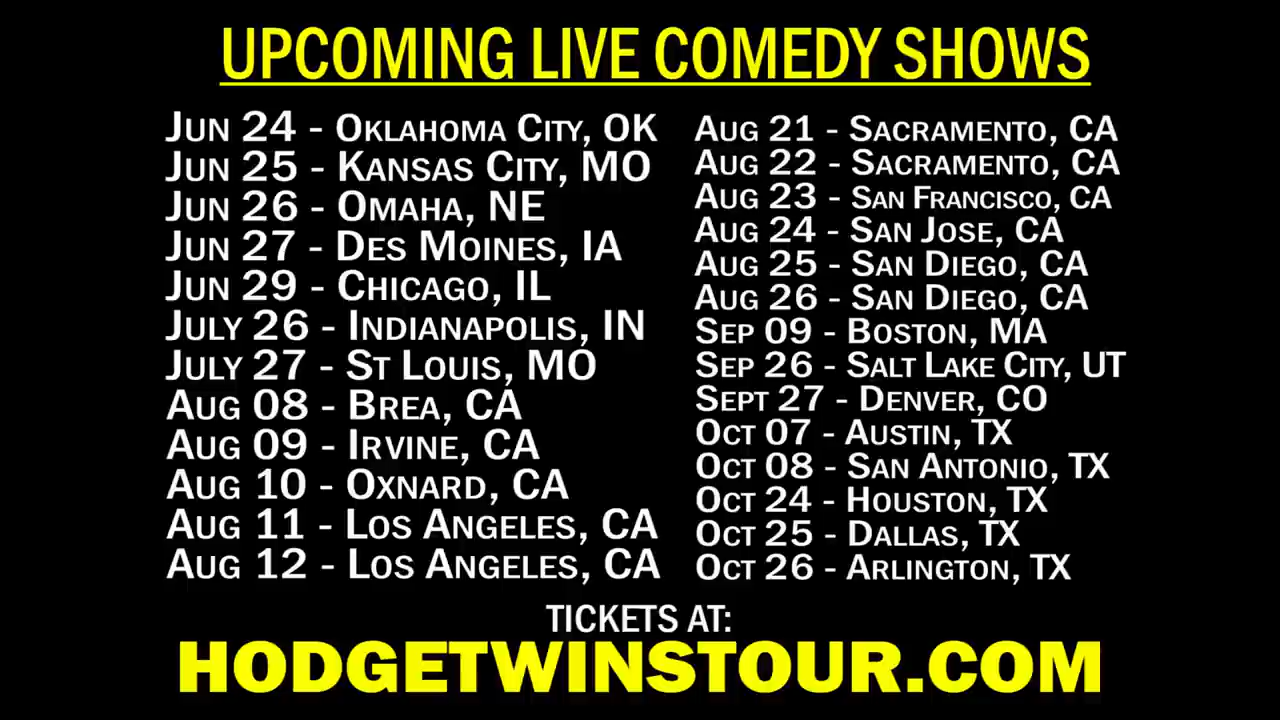 UPCOMING LIVE COMEDY SHOWS
JUN 24 - OKLAHOMA CITY, OK
JUN 25 - KANSAS CITY, MO
JUN 26 - OMAHA, NE
JUN 27 - DES MOINES, IA
JUN 29 - CHICAGO, IL
JULY 26 - INDIANAPOLIS, IN
JULY 27 - ST LOUIS, MO
AUG 08 - BREA, CA
AUG 09 - IRVINE, CA
AUG 10 - OXNARD, CA
AUG 11 - LOS ANGELES, CA
AUG 12 - LOS ANGELES, CA
AUG 21 - SACRAMENTO, CA
AUG 22 - SACRAMENTO, CA
AUG 23 - SAN FRANCISCO, CA
AUG 24 - SAN JOSE, CA
AUG 25 - SAN DIEGO, CA
AUG 26 - SAN DIEGO, CA
SEP 09 - BOSTON, MA
SEP 26 - SALT LAKE CITY, UT
SEPT 27 - DENVER, CO
OCT 07 - AUSTIN, TX
OCT 08 - SAN ANTONIO, TX
OCT 24 - HOUSTON, TX
OCT 25 - DALLAS, TX
OCT 26 - ARLINGTON, TX
TICKETS AT:
HODGETWINSTOUR.COM